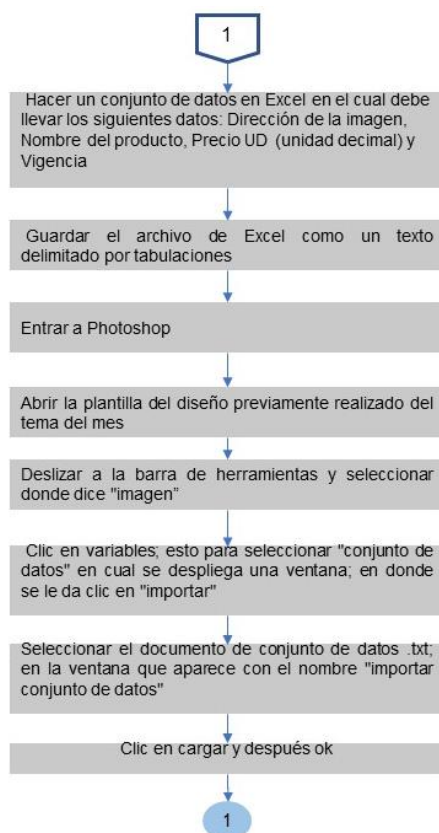 1
Hacer un conjunto de datos en Excel en el cual debe
llevar los siguientes datos: Dirección de la imagen,
Nombre del producto, Precio UD (unidad decimal) y
Vigencia
Guardar el archivo de Excel como un texto
delimitado por tabulaciones
Entrar a Photoshop
Abrir la plantilla del diseño previamente realizado del
tema del mes
Deslizar a la barra de herramientas y seleccionar
donde dice "imagen"
Clic en variables; esto para seleccionar "conjunto de
datos" en cual se despliega una ventana; en donde
se le da clic en "importar"
Seleccionar el documento de conjunto de datos .txt;
en la ventana que aparece con el nombre "importar
conjunto de datos"
Clic en cargar y después ok
1